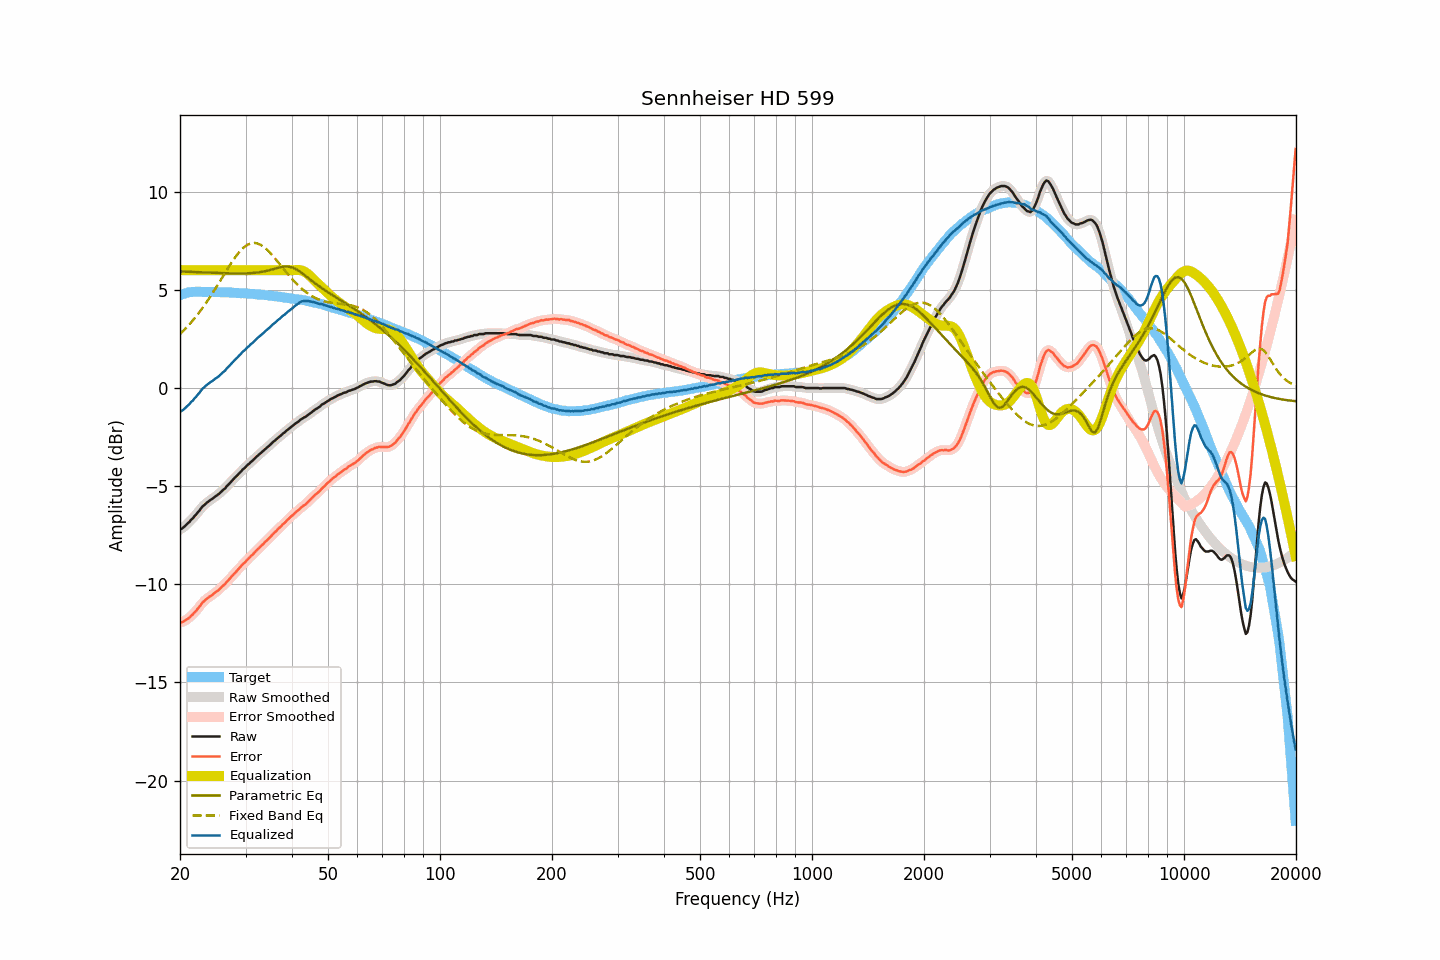 Sennheiser HD 599
Amplitude (dBr)
10
5
0
−5
−10
−15
−20
Target
Raw Smoothed
Error Smoothed
Raw
Error
Equalization
Parametric Eq
Fixed Band Eq
Equalized
20 50 100 200 500 1000 2000 5000 10000 20000
Frequency (Hz)